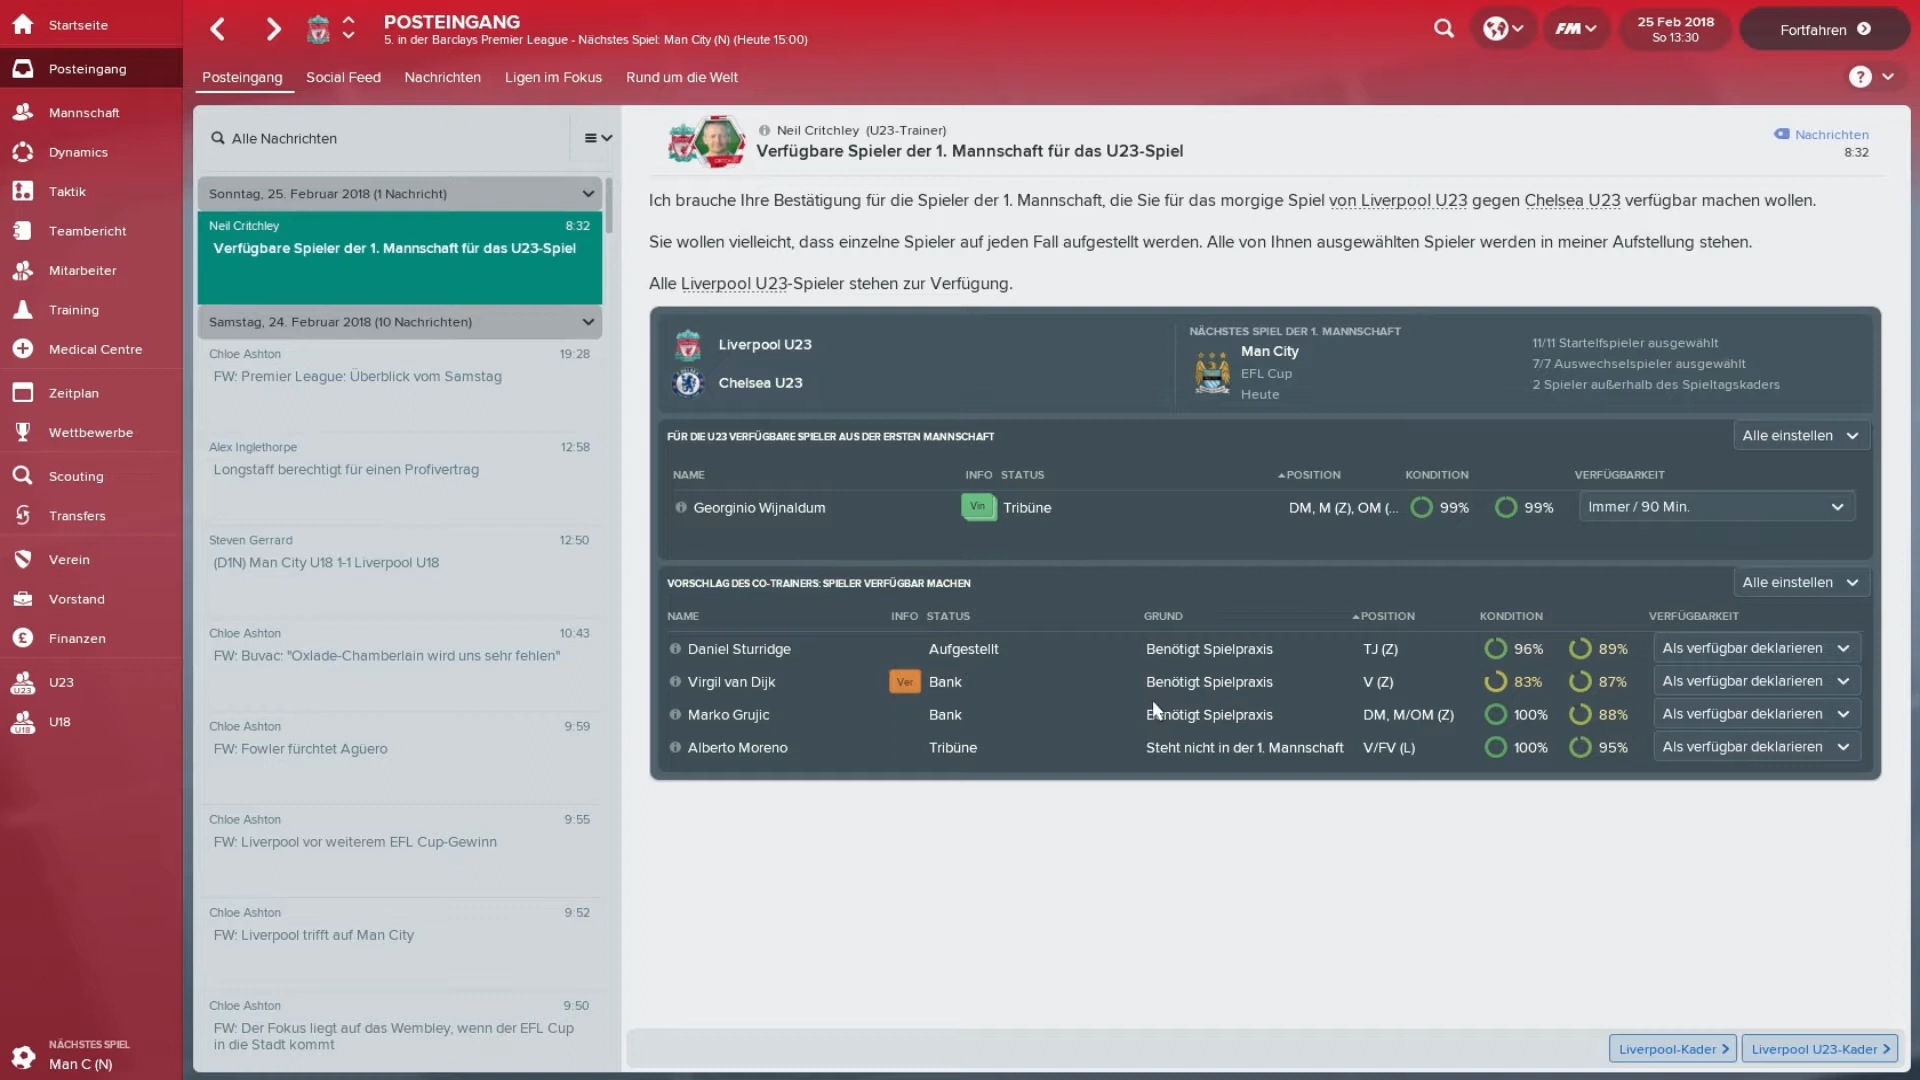 Startseite
Posteingang
Mannschaft
Dynamics
Taktik
Teambericht
Mitarbeiter
Training
Medical Centre
Zeitplan
Wettbewerbe
Scouting
Transfers
Verein
Vorstand
Finanzen
U23
U18
NÄCHSTES SPIEL
Man C (N)
POSTEINGANG
5. in der Barclays Premier League - Nächstes Spiel: Man City (N) (Heute 15:00)
FM
25 Feb 2018
So 13:30
Fortfahren
Posteingang Social Feed Nachrichten Ligen im Fokus Rund um die Welt
Alle Nachrichten
Sonntag, 25. Februar 2018 (1 Nachricht)
Neil Critchley 8:32
Verfügbare Spieler der 1. Mannschaft für das U23-Spiel
Samstag, 24. Februar 2018 (10 Nachrichten)
Chloe Ashton 19:28
FW: Premier League: Überblick vom Samstag
Alex Inglethorpe 12:58
Longstaff berechtigt für einen Profivertrag
Steven Gerrard 12:50
(D1N) Man City U18 1-1 Liverpool U18
Chloe Ashton 10:43
FW: Buvac: "Oxlade-Chamberlain wird uns sehr fehlen"
Chloe Ashton 9:59
FW: Fowler fürchtet Agüero
Chloe Ashton 9:55
FW: Liverpool vor weiterem EFL Cup-Gewinn
Chloe Ashton 9:52
FW: Liverpool trifft auf Man City
Chloe Ashton 9:50
FW: Der Fokus liegt auf das Wembley, wenn der EFL Cup
in die Stadt kommt
Neil Critchley (U23-Trainer)
Verfügbare Spieler der 1. Mannschaft für das U23-Spiel
Nachrichten
8:32
Ich brauche Ihre Bestätigung für die Spieler der 1. Mannschaft, die Sie für das morgige Spiel von Liverpool U23 gegen Chelsea U23 verfügbar machen wollen.
Sie wollen vielleicht, dass einzelne Spieler auf jeden Fall aufgestellt werden. Alle von Ihnen ausgewählten Spieler werden in meiner Aufstellung stehen.
Alle Liverpool U23-Spieler stehen zur Verfügung.
Liverpool U23
Chelsea U23
NÄCHSTES SPIEL DER 1. MANNSCHAFT
Man City
EFL Cup
Heute
11/11 Startelfspieler ausgewählt
7/7 Auswechselspieler ausgewählt
2 Spieler außerhalb des Spieltagskaders
FÜR DIE U23 VERFÜGBARE SPIELER AUS DER ERSTEN MANNSCHAFT Alle einstellen
NAME INFO STATUS POSITION KONDITION VERFÜGBARKEIT
Georginio Wijnaldum Vin Tribüne DM, M (Z), OM (... 99% 99% Immer / 90 Min.
VORSCHLAG DES CO-TRAINERS: SPIELER VERFÜGBAR MACHEN Alle einstellen
NAME INFO STATUS GRUND POSITION KONDITION VERFÜGBARKEIT
Daniel Sturridge Aufgestellt Benötigt Spielpraxis TJ (Z) 96% 89% Als verfügbar deklarieren
Virgil van Dijk Ver Bank Benötigt Spielpraxis V (Z) 83% 87% Als verfügbar deklarieren
Marko Grujic Bank Benötigt Spielpraxis DM, M/OM (Z) 100% 88% Als verfügbar deklarieren
Alberto Moreno Tribüne Steht nicht in der 1. Mannschaft V/FV (L) 100% 95% Als verfügbar deklarieren
Liverpool-Kader Liverpool U23-Kader